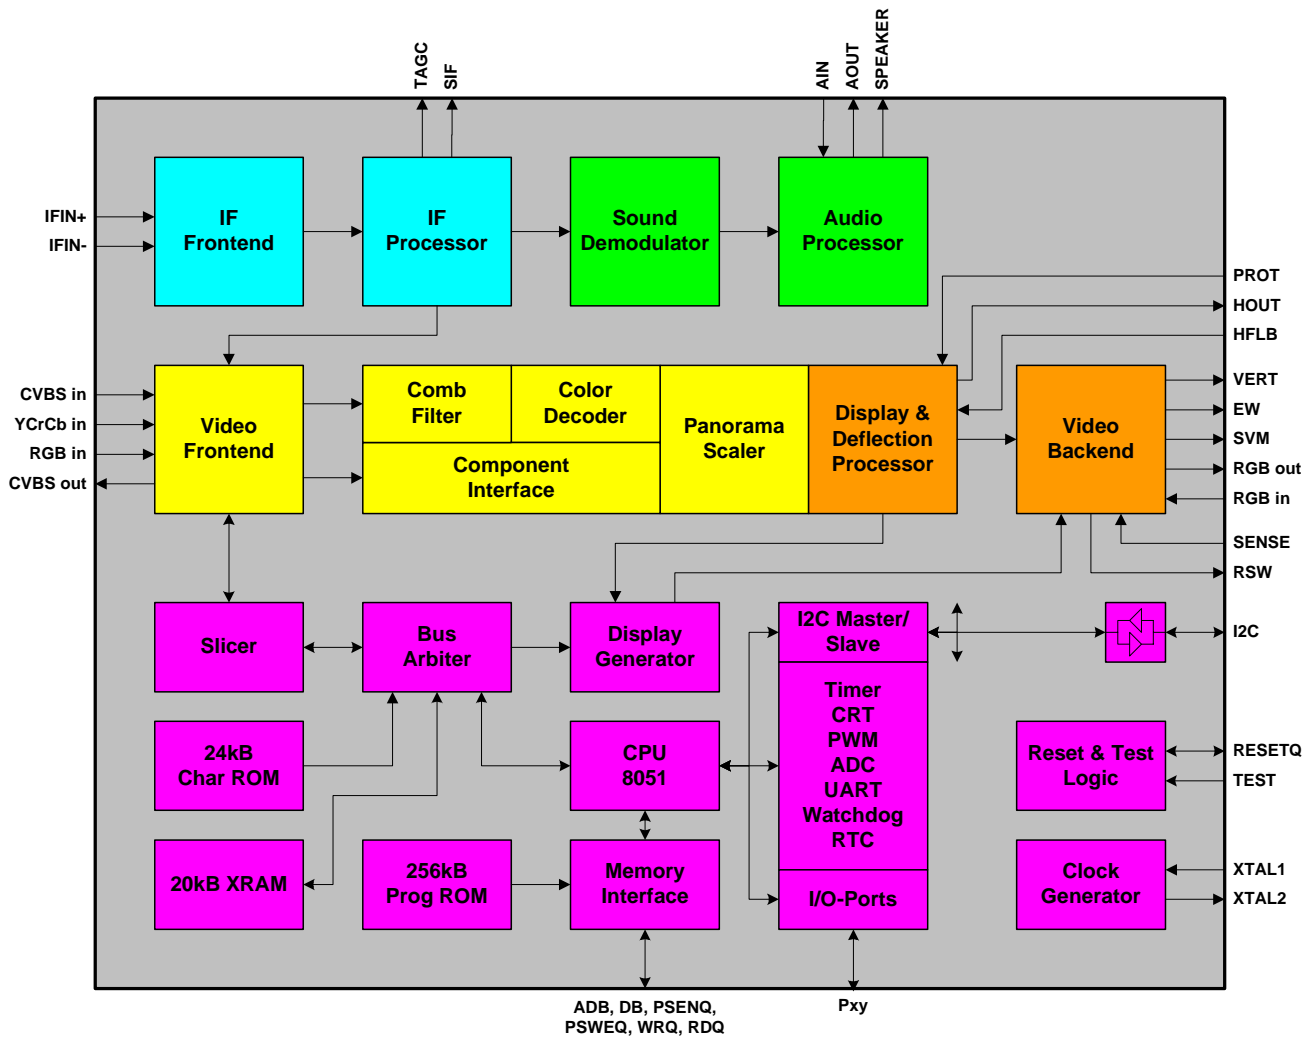 TAGC
SIF
AIN
AOUT
SPEAKER
IFIN+
IFIN-
IF
Frontend
IF
Processor
Sound
Demodulator
Audio
Processor
PROT
HOUT
HFLB
CVBS in
YCrCb in
RGB in
CVBS out
Video
Frontend
Comb
Filter
Color
Decoder
Component
Interface
Panorama
Scaler
Display &
Deflection
Processor
Video
Backend
VERT
EW
SVM
RGB out
RGB in
SENSE
RSW
Slicer
Bus
Arbiter
Display
Generator
I2C Master/
Slave
I2C
24kB
Char ROM
CPU
8051
Timer
CRT
PWM
ADC
UART
Watchdog
RTC
Reset & Test
Logic
RESETQ
TEST
20kB XRAM
256kB
Prog ROM
Memory
Interface
I/O-Ports
Clock
Generator
XTAL1
XTAL2
ADB, DB, PSENQ,
PSWEQ, WRQ, RDQ
Pxy